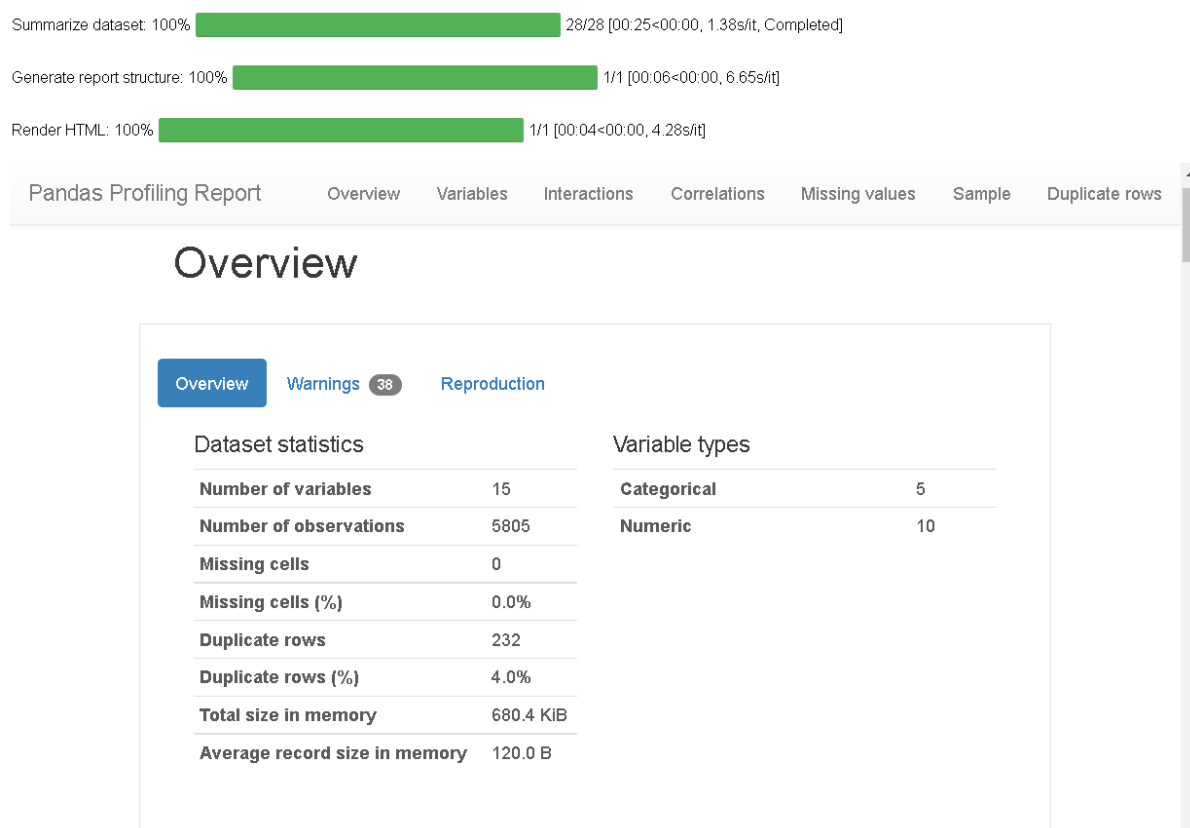 Summarize dataset: 100% 28/28 [00:25<00:00, 1.38s/it, Completed]
Generate report structure: 100% 1/1 [00:06<00:00, 6.65s/it]
Render HTML: 100% 1/1 [00:04<00:00, 4.28s/it]
Pandas Profiling Report Overview Variables Interactions Correlations Missing values Sample Duplicate rows
Overview
Overview Warnings 38 Reproduction
Dataset statistics
Number of variables 15
Number of observations 5805
Missing cells 0
Missing cells (%) 0.0%
Duplicate rows 232
Duplicate rows (%) 4.0%
Total size in memory 680.4 KiB
Average record size in memory 120.0 B
Variable types
Categorical 5
Numeric 10